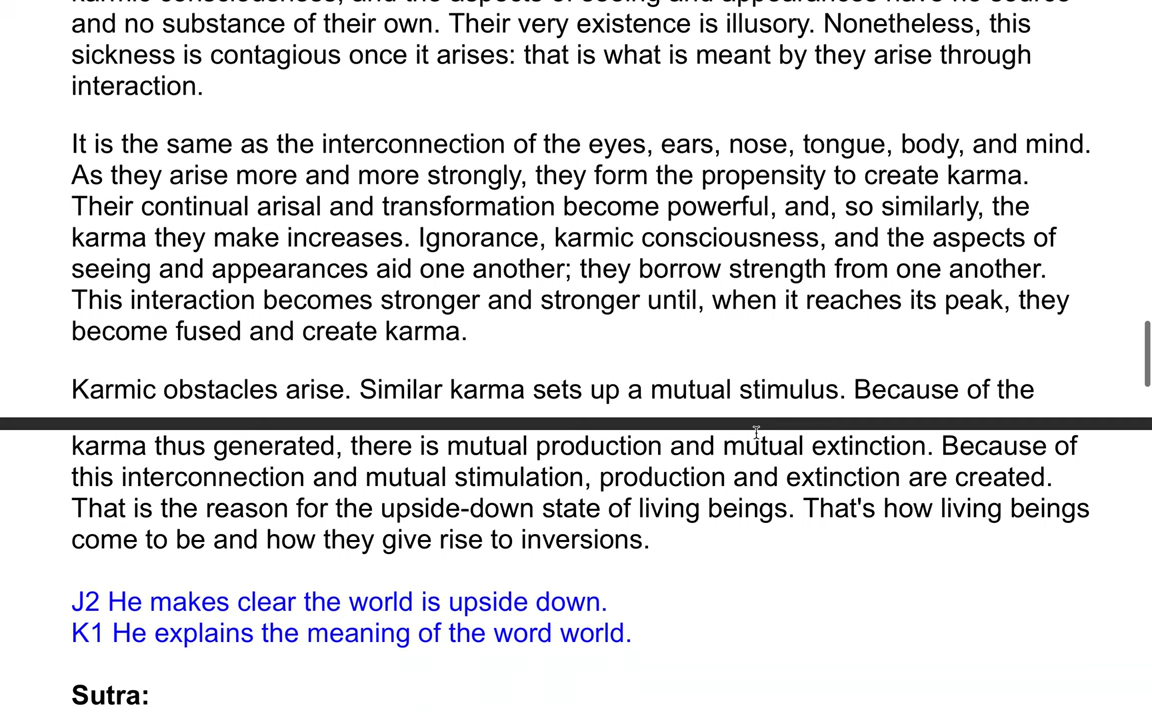 and no substance of their own. Their very existence is illusory. Nonetheless, this
sickness is contagious once it arises: that is what is meant by they arise through
interaction.
It is the same as the interconnection of the eyes, ears, nose, tongue, body, and mind.
As they arise more and more strongly, they form the propensity to create karma.
Their continual arisal and transformation become powerful, and, so similarly, the
karma they make increases. Ignorance, karmic consciousness, and the aspects of
seeing and appearances aid one another; they borrow strength from one another.
This interaction becomes stronger and stronger until, when it reaches its peak, they
become fused and create karma.
Karmic obstacles arise. Similar karma sets up a mutual stimulus. Because of the
karma thus generated, there is mutual production and mutual extinction. Because of
this interconnection and mutual stimulation, production and extinction are created.
That is the reason for the upside-down state of living beings. That's how living beings
come to be and how they give rise to inversions.
J2 He makes clear the world is upside down.
K1 He explains the meaning of the word world.
Sutra: